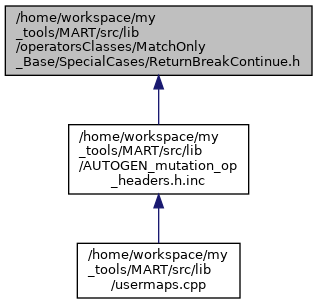 /home/workspace/my
_tools/MART/src/lib
/operatorsClasses/MatchOnly
_Base/SpecialCases/ReturnBreakContinue.h
/home/workspace/my
_tools/MART/src/lib
/AUTOGEN_mutation_op
_headers.h.inc
/home/workspace/my
_tools/MART/src/lib
/usermaps.cpp